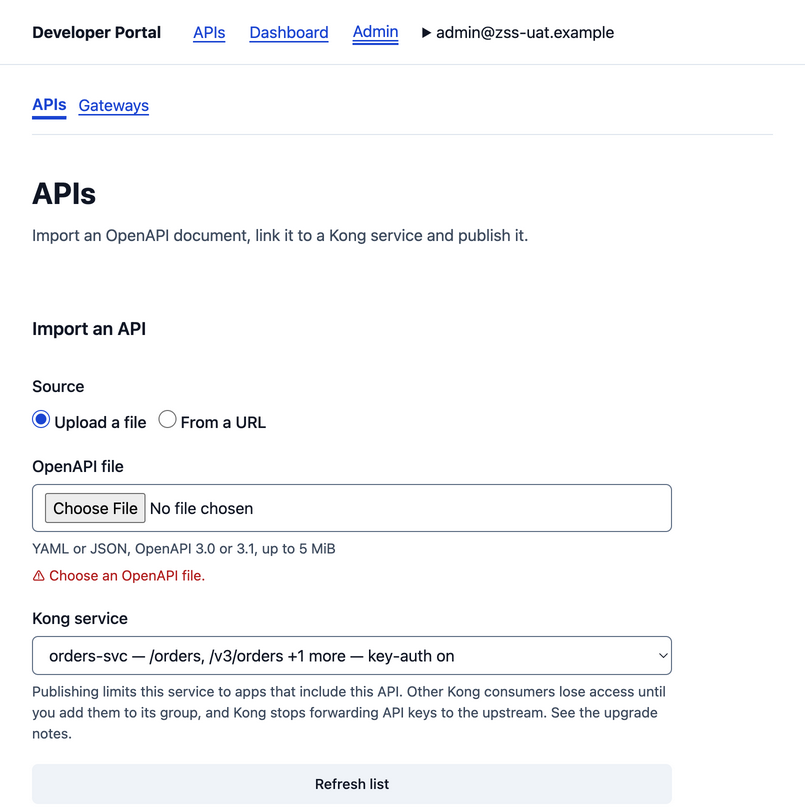 Developer Portal APIs Dashboard Admin ▶ admin@zss-uat.example
APIs Gateways
APIs
Import an OpenAPI document, link it to a Kong service and publish it.
Import an API
Source
Upload a file From a URL
OpenAPI file
Choose File No file chosen
YAML or JSON, OpenAPI 3.0 or 3.1, up to 5 MiB
⚠ Choose an OpenAPI file.
Kong service
orders-svc — /orders, /v3/orders +1 more — key-auth on
Publishing limits this service to apps that include this API. Other Kong consumers lose access until
you add them to its group, and Kong stops forwarding API keys to the upstream. See the upgrade
notes.
Refresh list